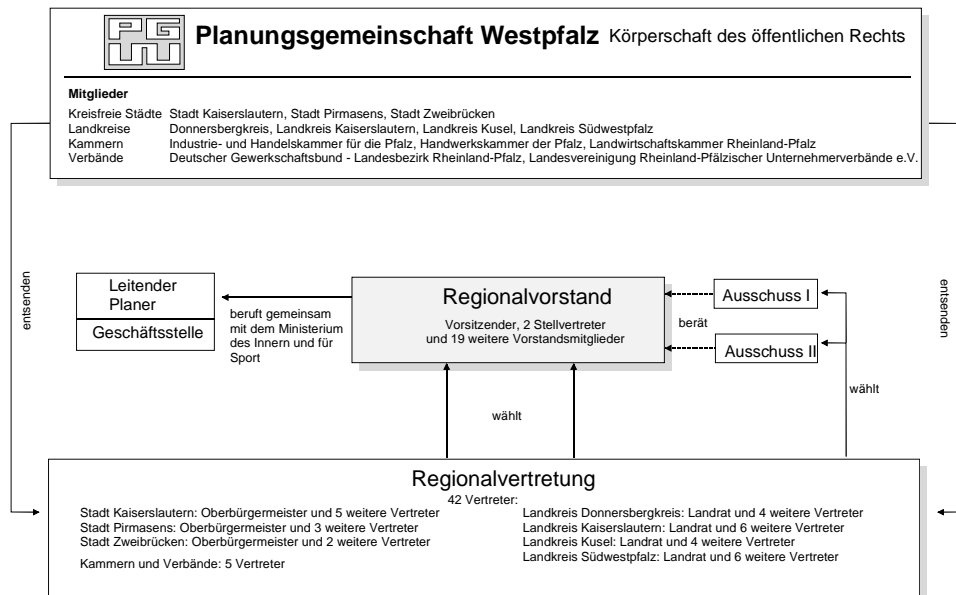 PGW
Planungsgemeinschaft Westpfalz Körperschaft des öffentlichen Rechts
Mitglieder
Kreisfreie Städte Stadt Kaiserslautern, Stadt Pirmasens, Stadt Zweibrücken
Landkreise Donnersbergkreis, Landkreis Kaiserslautern, Landkreis Kusel, Landkreis Südwestpfalz
Kammern Industrie- und Handelskammer für die Pfalz, Handwerkskammer der Pfalz, Landwirtschaftskammer Rheinland-Pfalz
Verbände Deutscher Gewerkschaftsbund - Landesbezirk Rheinland-Pfalz, Landesvereinigung Rheinland-Pfälzischer Unternehmerverbände e.V.
entsenden
entsenden
Leitender
Planer
Geschäftsstelle
beruft gemeinsam
mit dem Ministerium
des Innern und für
Sport
Regionalvorstand
Vorsitzender, 2 Stellvertreter
und 19 weitere Vorstandsmitglieder
berät
Ausschuss I
Ausschuss II
wählt
wählt
Regionalvertretung
42 Vertreter:
Stadt Kaiserslautern: Oberbürgermeister und 5 weitere Vertreter
Stadt Pirmasens: Oberbürgermeister und 3 weitere Vertreter
Stadt Zweibrücken: Oberbürgermeister und 2 weitere Vertreter
Kammern und Verbände: 5 Vertreter
Landkreis Donnersbergkreis: Landrat und 4 weitere Vertreter
Landkreis Kaiserslautern: Landrat und 6 weitere Vertreter
Landkreis Kusel: Landrat und 4 weitere Vertreter
Landkreis Südwestpfalz: Landrat und 6 weitere Vertreter